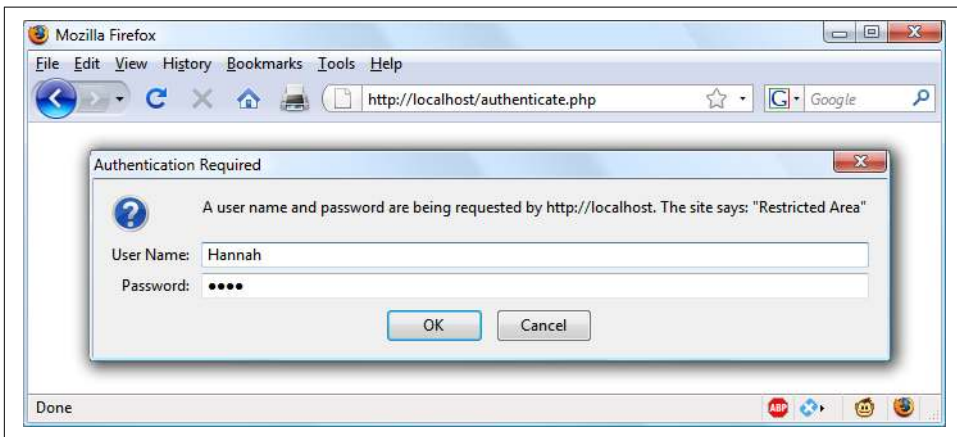 Mozilla Firefox
File Edit View History Bookmarks Tools Help
http://localhost/authenticate.php G Google
Authentication Required
A user name and password are being requested by http://localhost. The site says: "Restricted Area"
User Name: Hannah
Password: ••••
OK Cancel
Done ABP